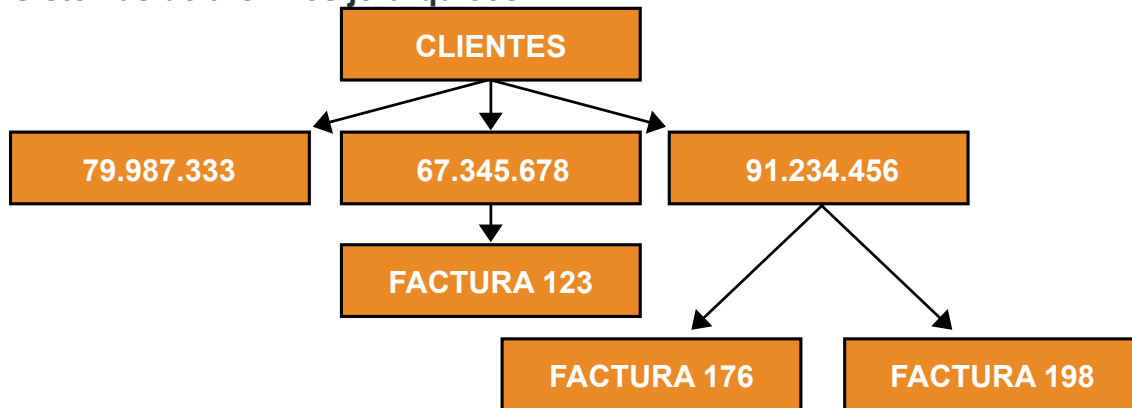 CLIENTES
79.987.333 67.345.678 91.234.456
FACTURA 123
FACTURA 176 FACTURA 198